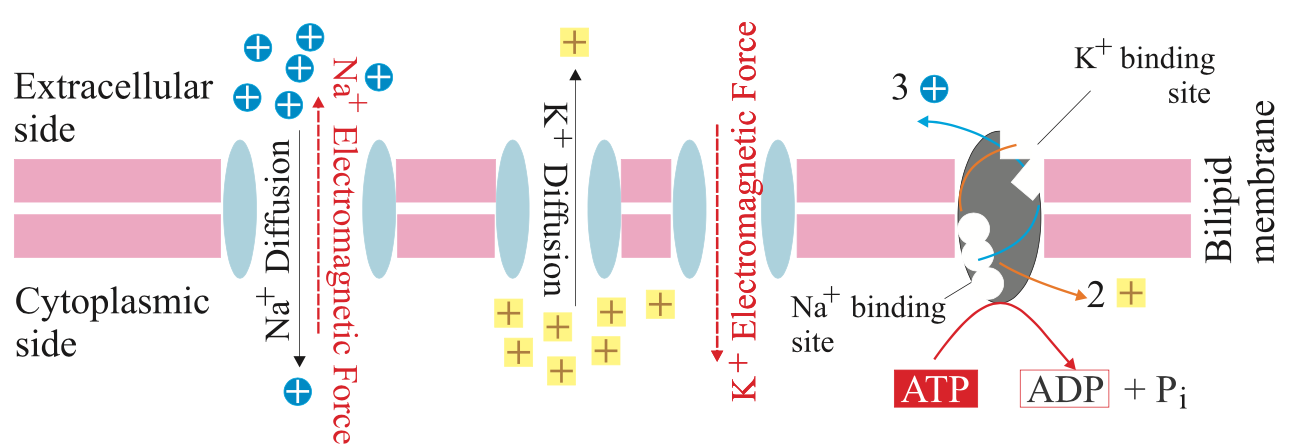 Extracellular
side
Cytoplasmic
side
Na+ Diffusion
Na+ Electromagnetic Force
K+ Diffusion
K+ Electromagnetic Force
3
K+ binding
site
Na+ binding
site
2
ATP
ADP + Pi
Bilipid
membrane